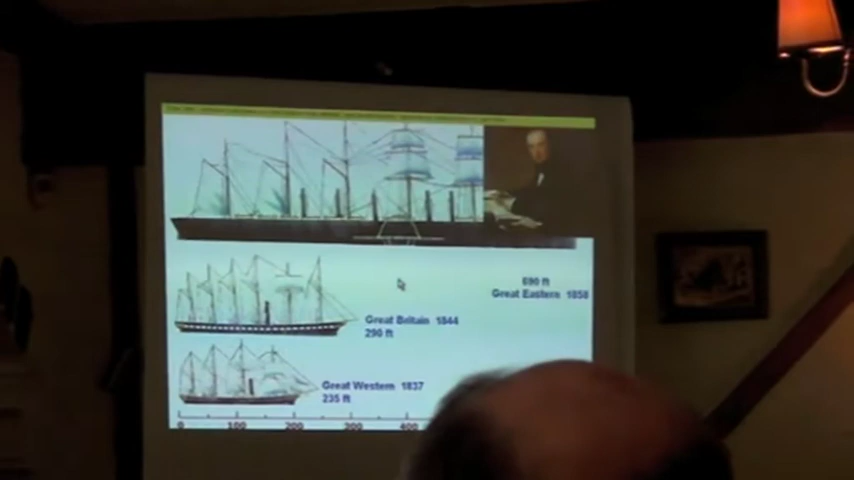 690 ft
Great Eastern 1858
Great Britain 1844
290 ft
Great Western 1837
235 ft
0 100 200 300 400